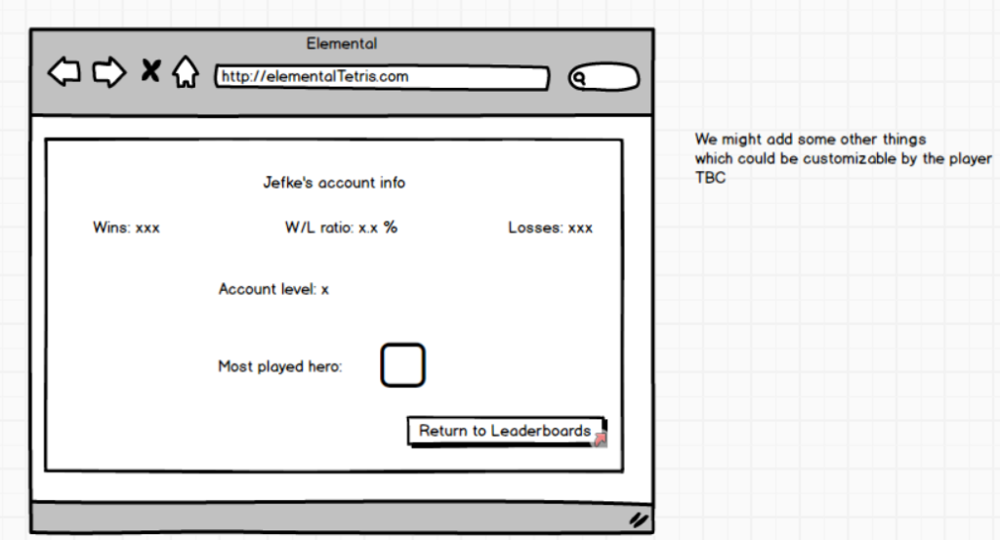 Elemental
http://elementalTetris.com
We might add some other things
which could be customizable by the player
TBC
Jefke's account info
Wins: xxx
W/L ratio: x.x %
Losses: xxx
Account level: x
Most played hero:
Return to Leaderboards